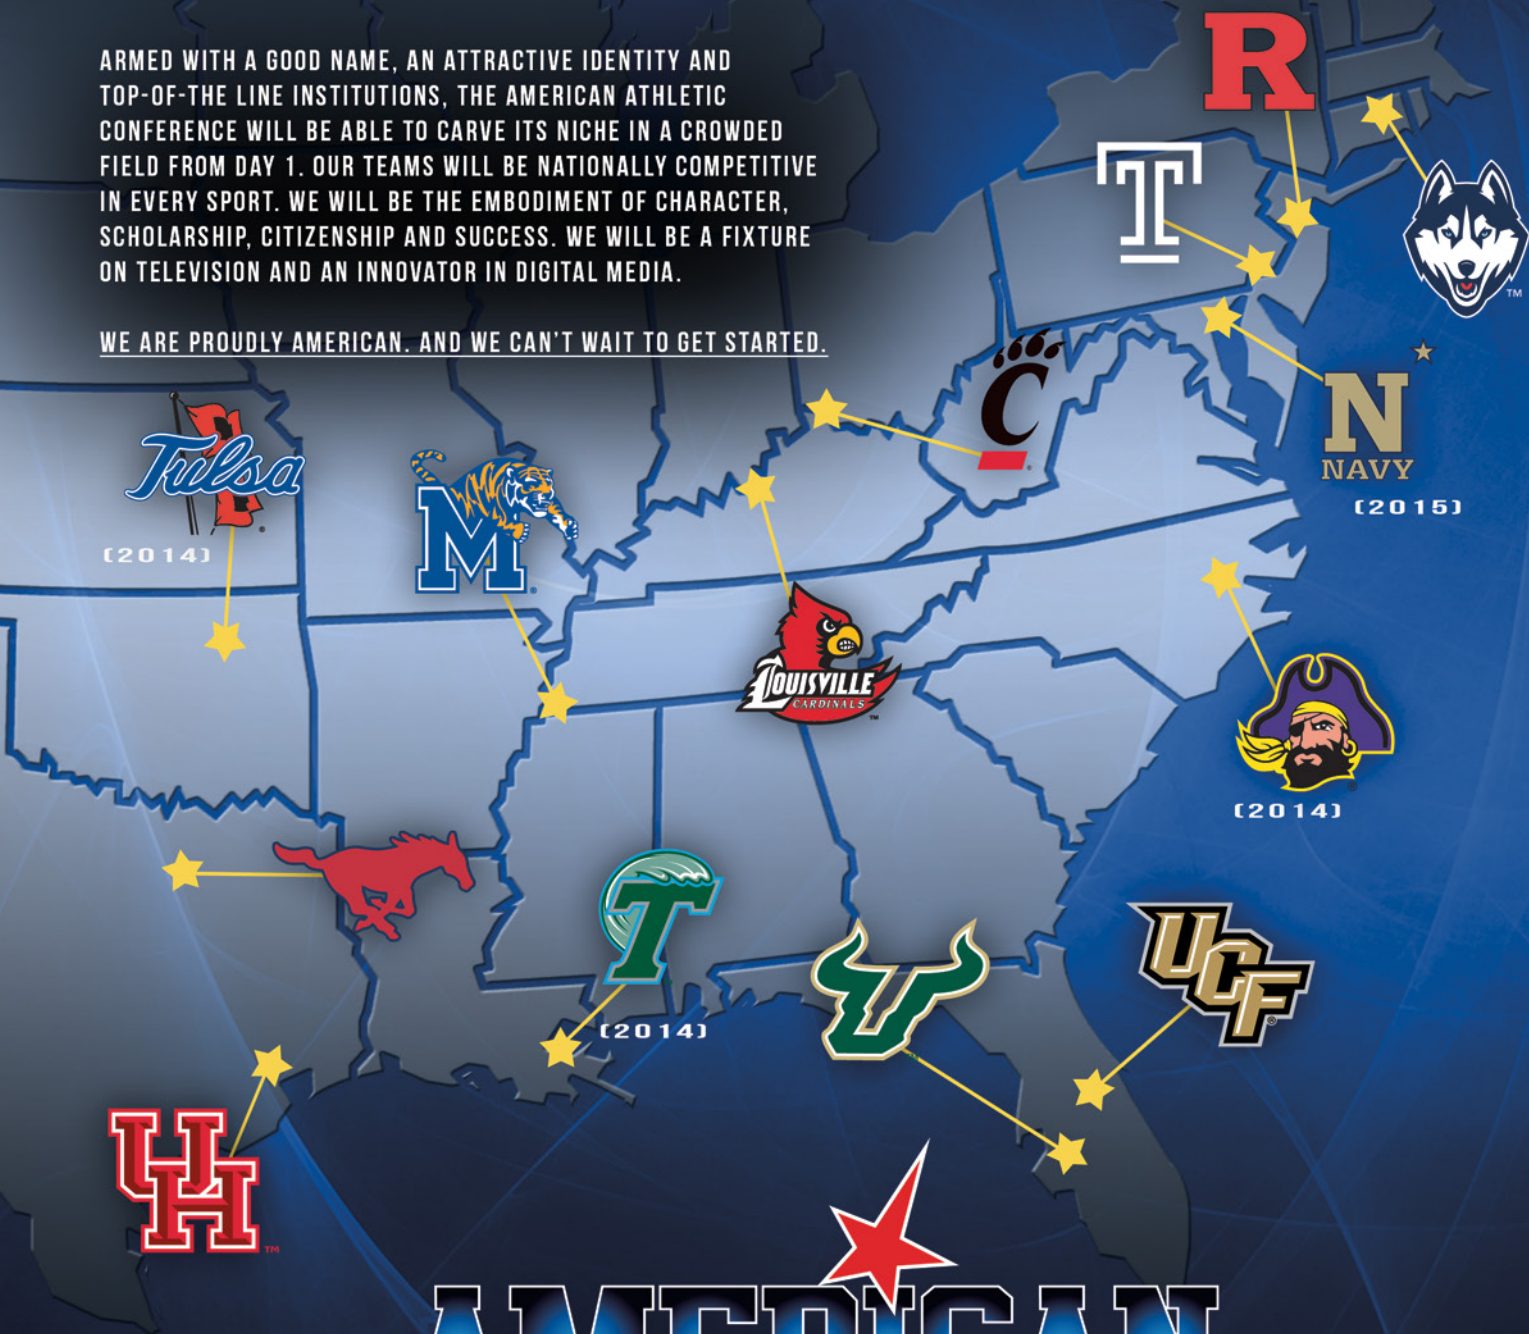 ARMED WITH A GOOD NAME, AN ATTRACTIVE IDENTITY AND
TOP-OF-THE LINE INSTITUTIONS, THE AMERICAN ATHLETIC
CONFERENCE WILL BE ABLE TO CARVE ITS NICHE IN A CROWDED
FIELD FROM DAY 1. OUR TEAMS WILL BE NATIONALLY COMPETITIVE
IN EVERY SPORT. WE WILL BE THE EMBODIMENT OF CHARACTER,
SCHOLARSHIP, CITIZENSHIP AND SUCCESS. WE WILL BE A FIXTURE
ON TELEVISION AND AN INNOVATOR IN DIGITAL MEDIA.
WE ARE PROUDLY AMERICAN. AND WE CAN'T WAIT TO GET STARTED.
R
T
TM
C
N
NAVY
(2015)
Tulsa
(2014)
M
LOUISVILLE
CARDINALS
TM
(2014)
T
(2014)
U
UCF
UH
TM
AMERICAN